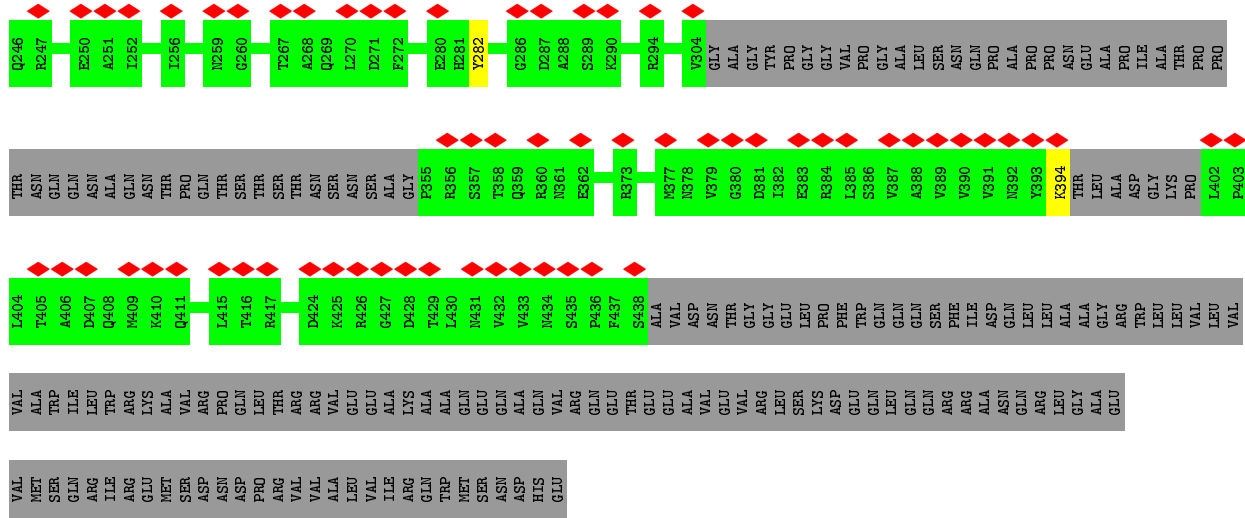 Q246 R247 E250 A251 I252 I256 N259 G260 T267 A268 Q269 L270 D271 F272 E280 H281 Y282 G286 D287 A288 S289 K290 R294 V304 GLY ALA GLY TYR PRO GLY GLY VAL PRO GLY ALA LEU SER ASN GLN PRO ALA PRO PRO ASN GLU ALA PRO ILE ALA THR PRO PRO
THR ASN GLN GLN ASN ALA GLN ASN THR PRO GLN THR SER THR SER THR ASN SER ASN SER ALA GLY P355 R356 S357 T358 Q359 R360 N361 E362 R373 M377 N378 V379 G380 D381 I382 E383 R384 L385 S386 V387 A388 V389 V390 V391 N392 Y393 K394 THR LEU ALA ASP GLY LYS PRO L402 P403
L404 T405 A406 D407 Q408 M409 K410 Q411 L415 T416 R417 D424 K425 R426 G427 D428 T429 L430 N431 V432 V433 N434 S435 P436 F437 S438 ALA VAL ASP ASN THR GLY GLY GLU LEU PRO PHE TRP GLN GLN GLN SER PHE ILE ASP GLN LEU LEU ALA ALA GLY ARG TRP LEU LEU VAL LEU VAL
VAL ALA TRP ILE LEU TRP ARG LYS ALA VAL ARG PRO GLN LEU THR ARG ARG VAL GLU GLU ALA LYS ALA ALA GLN GLU GLN ALA GLN VAL ARG GLN GLU THR GLU GLU ALA VAL GLU VAL ARG LEU SER LYS ASP GLU GLN LEU GLN GLN ARG ARG ALA ASN GLN ARG LEU GLY ALA GLU
VAL MET SER GLN ARG ILE ARG GLU MET SER ASP ASN ASP PRO ARG VAL VAL ALA LEU VAL ILE ARG GLN TRP MET SER ASN ASP HIS GLU